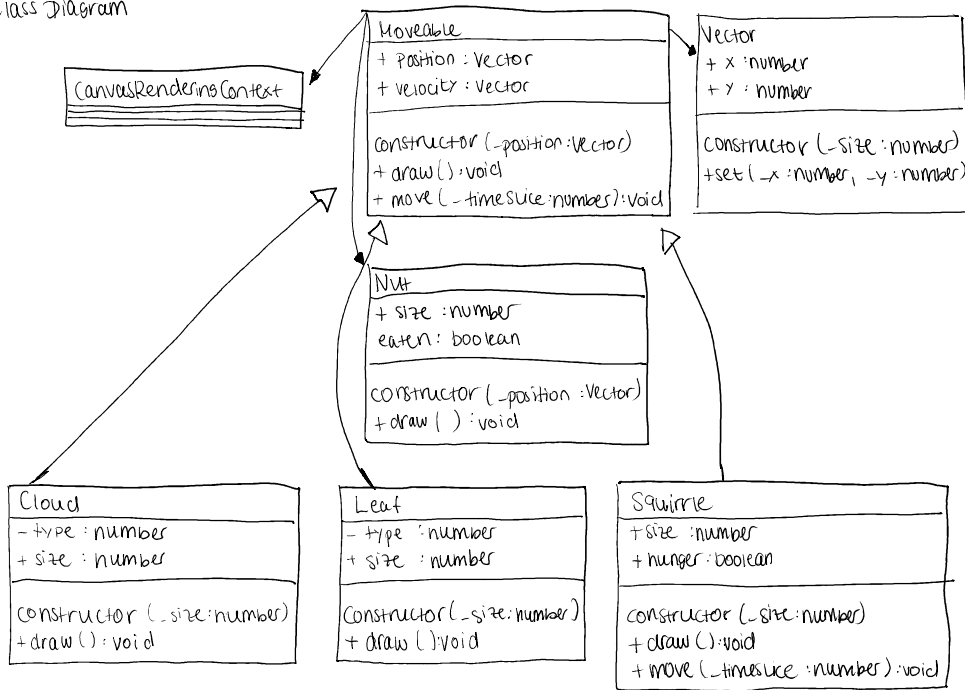 Class Diagram
CanvasRenderingContext
Moveable
+ position : Vector
+ velocity : Vector
constructor (_position : Vector)
+ draw () : void
+ move (_timeslice : number) : void
Vector
+ x : number
+ y : number
constructor (_size : number)
+set (_x : number, _y : number)
Nut
+ size : number
eaten : boolean
constructor (_position : Vector)
+ draw ( ) : void
Cloud
- type : number
+ size : number
constructor (_size : number)
+ draw () : void
Leaf
- type : number
+ size : number
constructor (_size : number)
+ draw () : void
Squirrle
+ size : number
+ hunger : boolean
constructor (_size : number)
+ draw () : void
+ move (_timeslice : number) : void